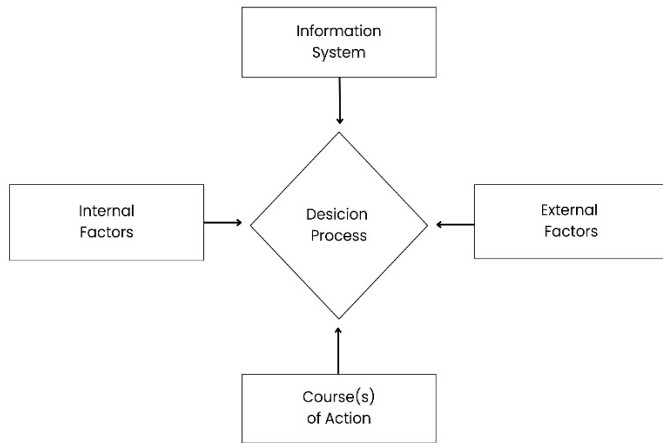 Information
System
Internal
Factors
Desicion
Process
External
Factors
Course(s)
of Action